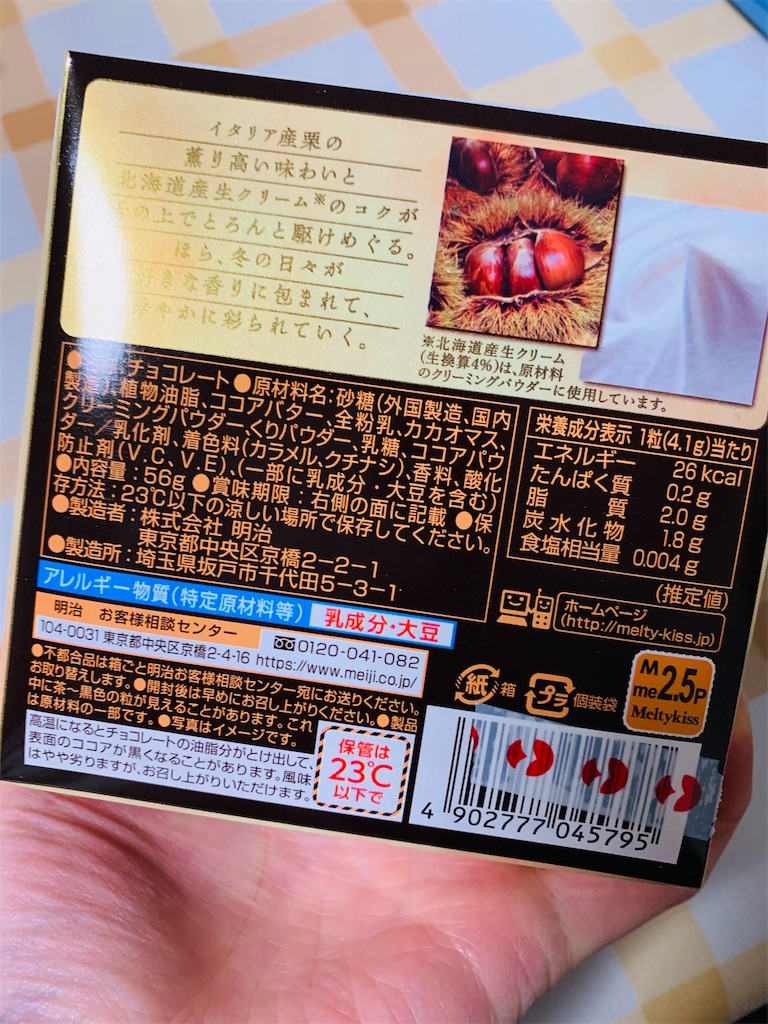 イタリア産栗の
薫り高い味わいと
北海道産生クリーム※のコクが
の上でとろんと駆けめぐる。
ほら、冬の日々が
好きな香りに包まれて、
やかに彩られていく。
※北海道産生クリーム
(生換算4%)は、原材料
のクリーミングパウダーに使用しています。
チョコレート●原材料名:砂糖(外国製造、国内
製造)、植物油脂、ココアバター、全粉乳、カカオマス、
クリーミングパウダー、くりパウダー、乳糖、ココアパウ
ダー/乳化剤、着色料(カラメル、クチナシ)、香料、酸化
防止剤(V.C、V.E)、(一部に乳成分・大豆を含む)
●内容量:56g ●賞味期限:右側の面に記載 ●保
存方法:23℃以下の涼しい場所で保存してください。
●製造者:株式会社 明治
東京都中央区京橋2-2-1
●製造所:埼玉県坂戸市千代田5-3-1
栄養成分表示 1粒(4.1g)当たり
エネルギー 26kcal
たんぱく質 0.2g
脂質 2.0g
炭水化物 1.8g
食塩相当量 0.004g
(推定値)
アレルギー物質(特定原材料等) 乳成分・大豆
ホームページ
(http://melty-kiss.jp)
明治 お客様相談センター 0120-041-082
104-0031 東京都中央区京橋2-4-16 https://www.meiji.co.jp/
●不都合品は箱ごと明治お客様相談センター宛にお送りください。
お取り替えします。●開封後は早めにお召し上がりください。●製品
中に茶〜黒色の粒が見えることがあります。これ
は原材料の一部です。●写真はイメージです。
高温になるとチョコレートの油脂分がとけ出して、
表面のココアが黒くなることがあります。風味
はやや劣りますが、お召し上がりいただけます。
保管は
23℃
以下で
紙 箱
プラ 個装袋
M
me 2.5P
Meltykiss
4 902777 045795